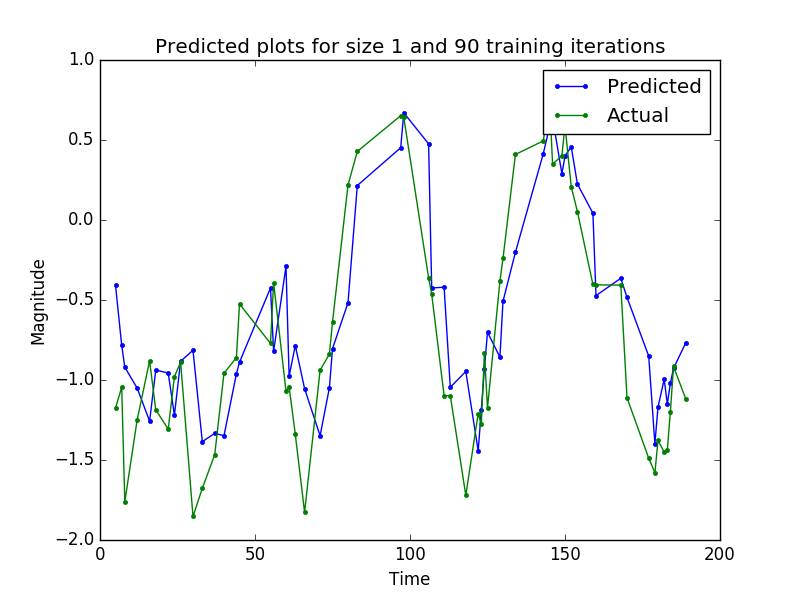 Predicted plots for size 1 and 90 training iterations
Predicted
Actual
1.0
0.5
0.0
−0.5
−1.0
−1.5
−2.0
Magnitude
0 50 100 150 200
Time